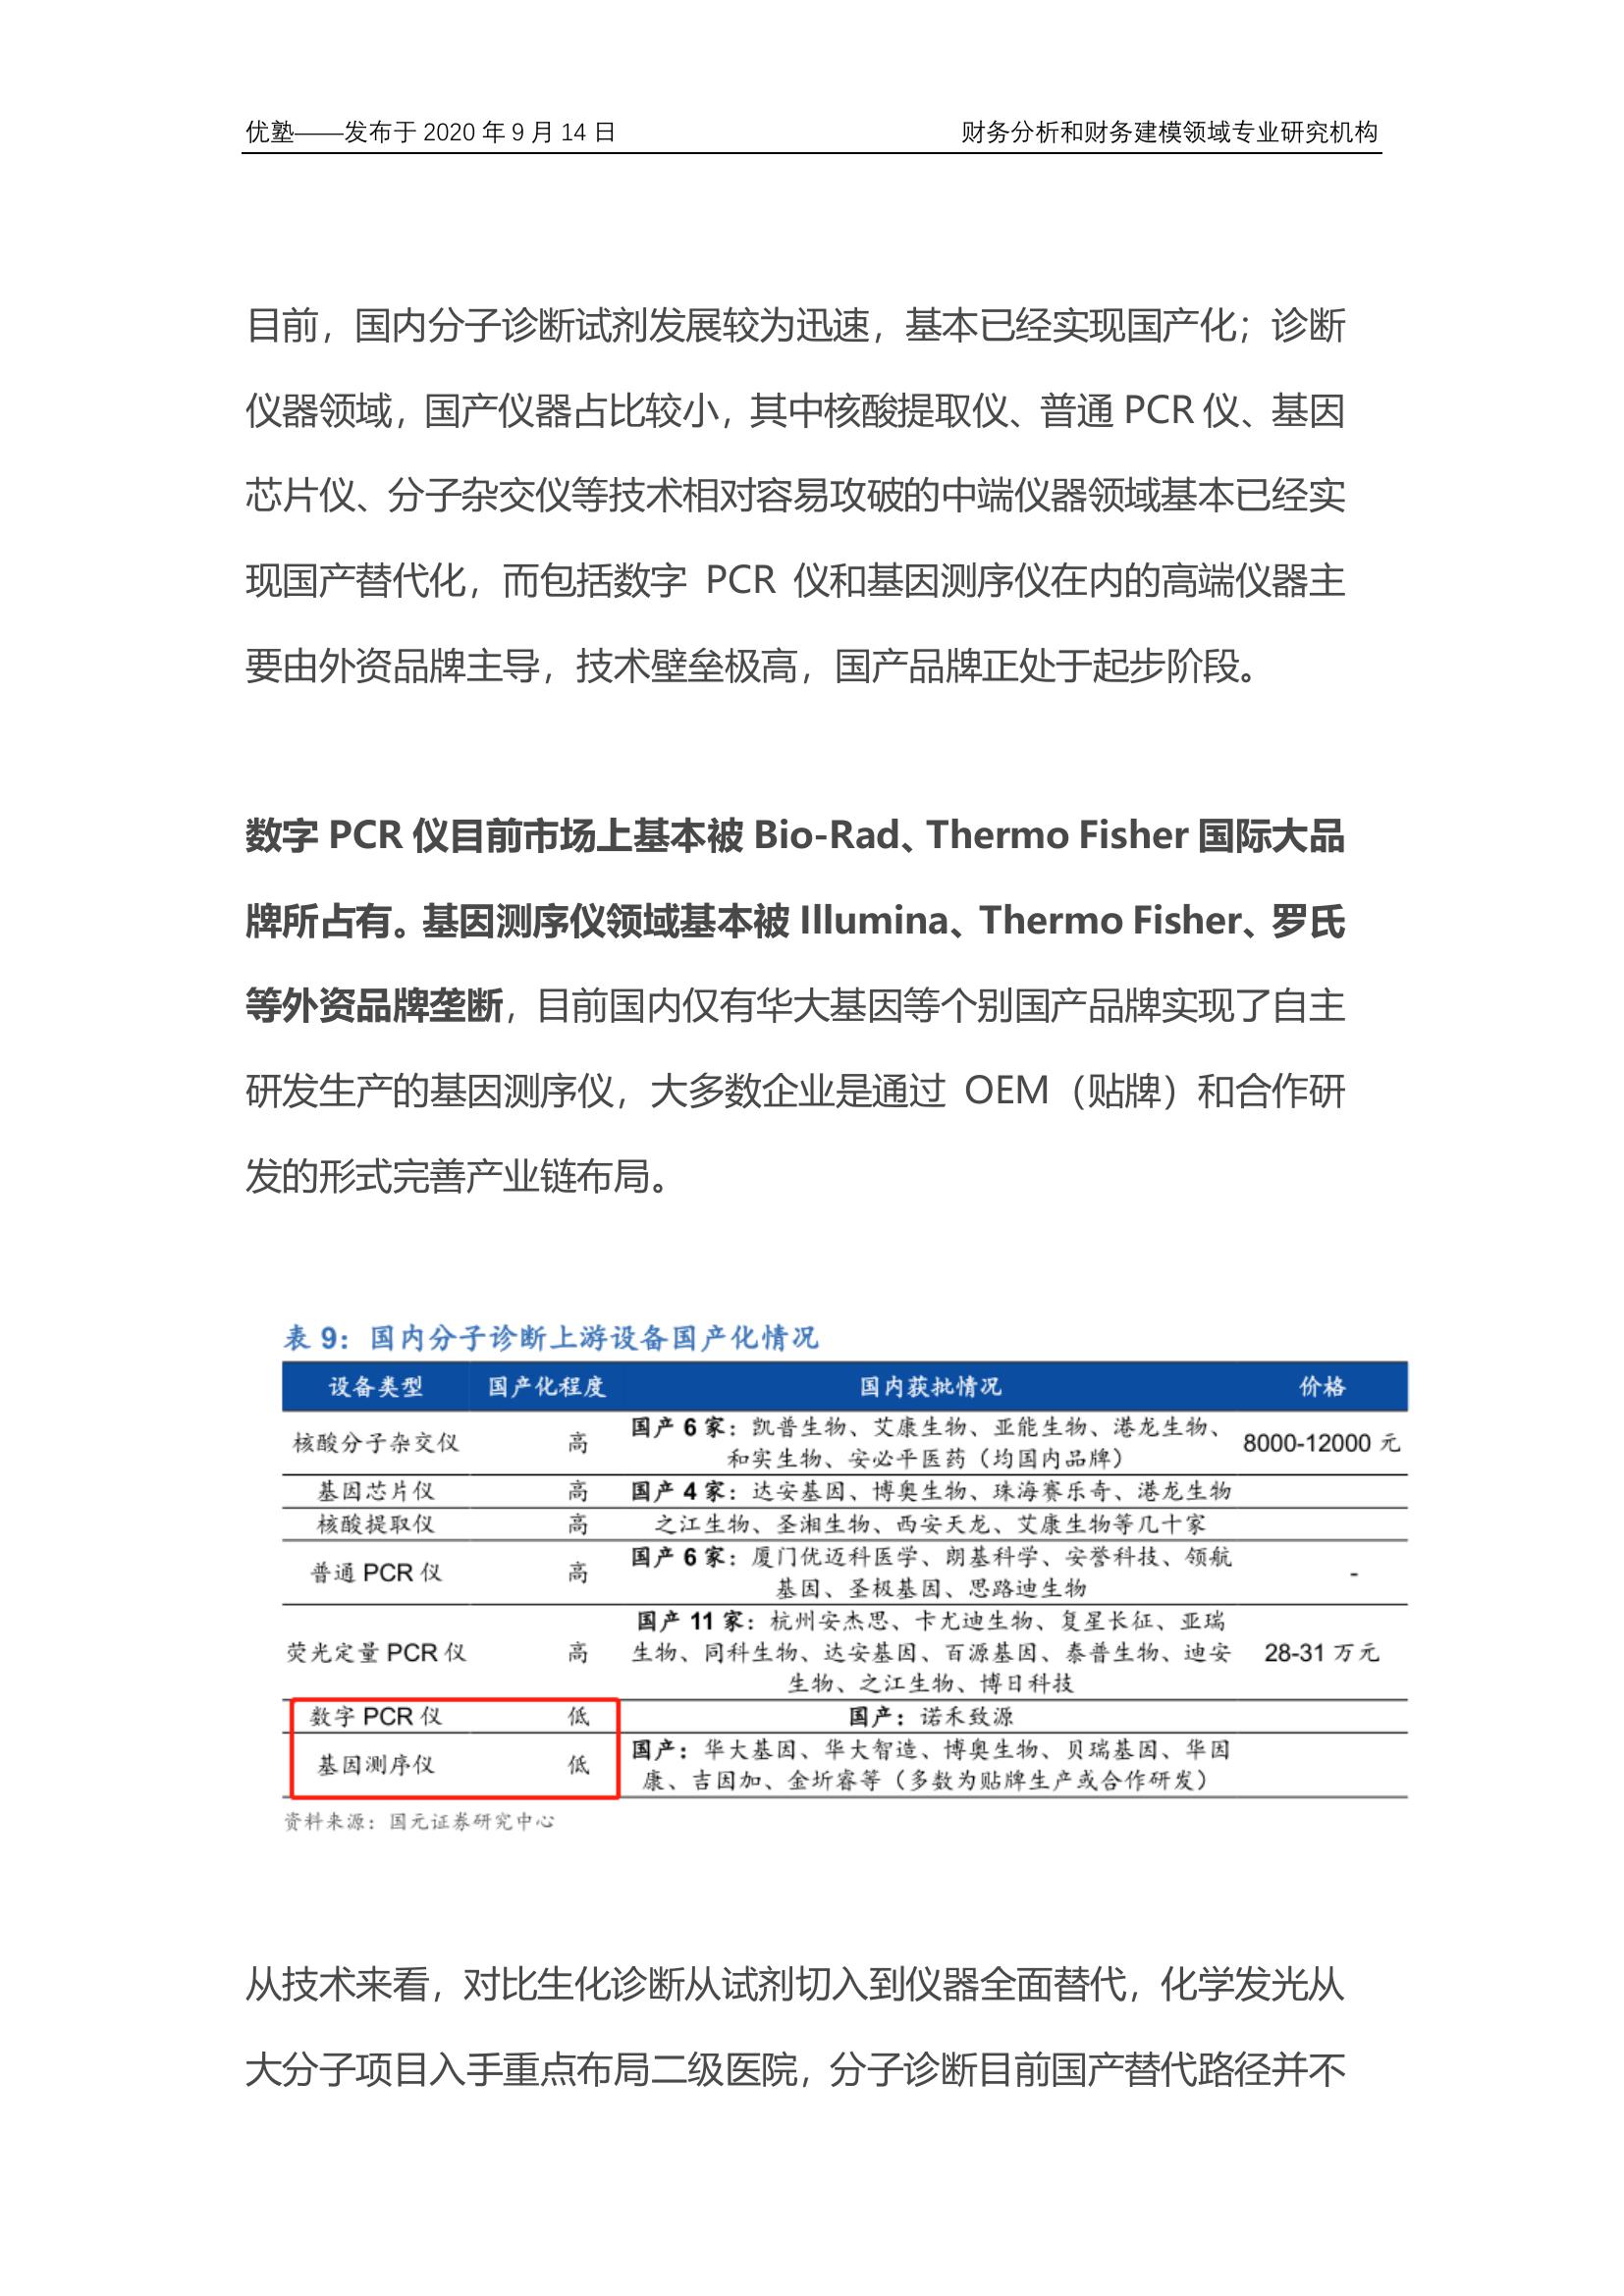 优塾——发布于 2020 年 9 月 14 日 财务分析和财务建模领域专业研究机构
目前，国内分子诊断试剂发展较为迅速，基本已经实现国产化；诊断
仪器领域，国产仪器占比较小，其中核酸提取仪、普通 PCR 仪、基因
芯片仪、分子杂交仪等技术相对容易攻破的中端仪器领域基本已经实
现国产替代化，而包括数字 PCR 仪和基因测序仪在内的高端仪器主
要由外资品牌主导，技术壁垒极高，国产品牌正处于起步阶段。
数字 PCR 仪目前市场上基本被 Bio-Rad、Thermo Fisher 国际大品
牌所占有。基因测序仪领域基本被 Illumina、Thermo Fisher、罗氏
等外资品牌垄断，目前国内仅有华大基因等个别国产品牌实现了自主
研发生产的基因测序仪，大多数企业是通过 OEM（贴牌）和合作研
发的形式完善产业链布局。
表 9：国内分子诊断上游设备国产化情况
设备类型 国产化程度 国内获批情况 价格
核酸分子杂交仪 高 国产 6 家：凯普生物、艾康生物、亚能生物、港龙生物、
和实生物、安必平医药（均国内品牌） 8000-12000 元
基因芯片仪 高 国产 4 家：达安基因、博奥生物、珠海赛乐奇、港龙生物
核酸提取仪 高 之江生物、圣湘生物、西安天龙、艾康生物等几十家
普通 PCR 仪 高 国产 6 家：厦门优迈科医学、朗基科学、安誉科技、领航
基因、圣极基因、思路迪生物 -
荧光定量 PCR 仪 高 国产 11 家：杭州安杰思、卡尤迪生物、复星长征、亚瑞
生物、同科生物、达安基因、百源基因、泰普生物、迪安
生物、之江生物、博日科技 28-31 万元
数字 PCR 仪 低 国产：诺禾致源
基因测序仪 低 国产：华大基因、华大智造、博奥生物、贝瑞基因、华因
康、吉因加、金圻睿等（多数为贴牌生产或合作研发）
资料来源：国元证券研究中心
从技术来看，对比生化诊断从试剂切入到仪器全面替代，化学发光从
大分子项目入手重点布局二级医院，分子诊断目前国产替代路径并不